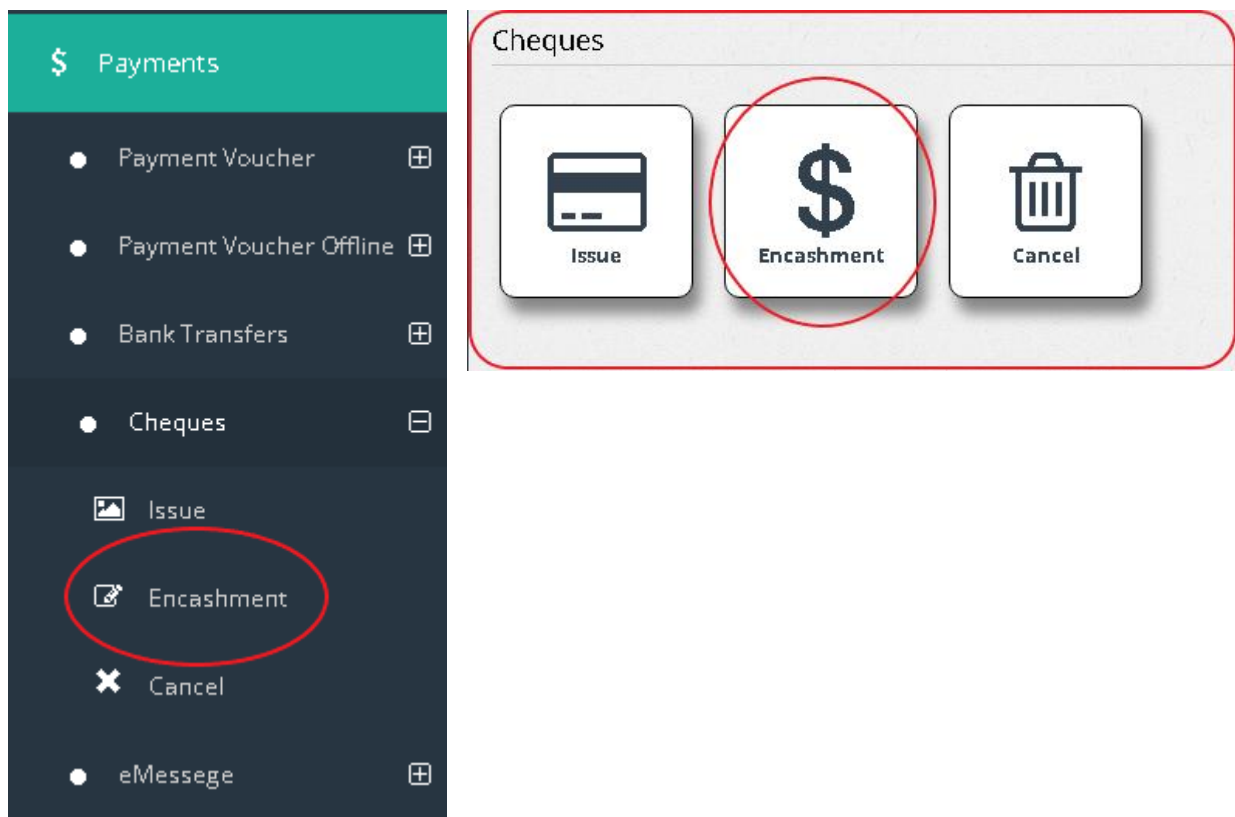 $ Payments
Payment Voucher
Payment Voucher Offline
Bank Transfers
Cheques
Issue
Encashment
Cancel
eMessege
Cheques
Issue
$
Encashment
Cancel